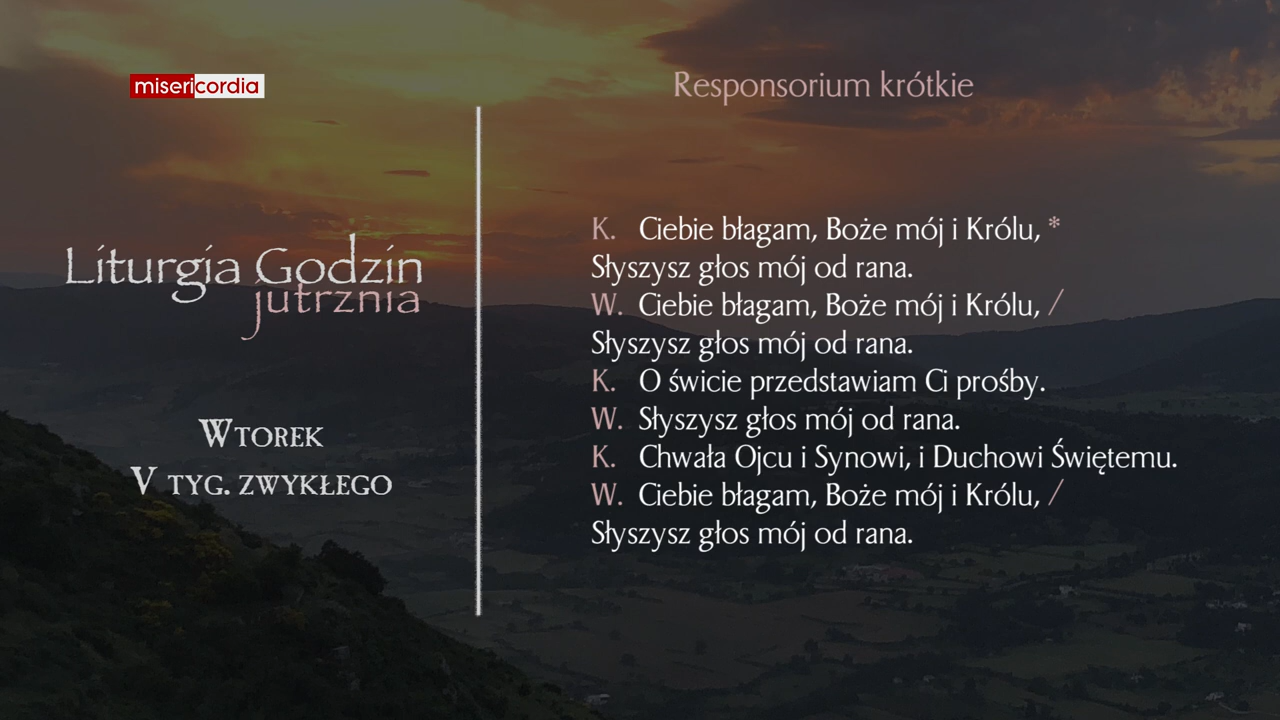 misericordia
Liturgia Godzin
jutrznia
Wtorek
V tyg. zwykłego
Responsorium krótkie
K. Ciebie błagam, Boże mój i Królu, *
Słyszysz głos mój od rana.
W. Ciebie błagam, Boże mój i Królu, /
Słyszysz głos mój od rana.
K. O świcie przedstawiam Ci prośby.
W. Słyszysz głos mój od rana.
K. Chwała Ojcu i Synowi, i Duchowi Świętemu.
W. Ciebie błagam, Boże mój i Królu, /
Słyszysz głos mój od rana.